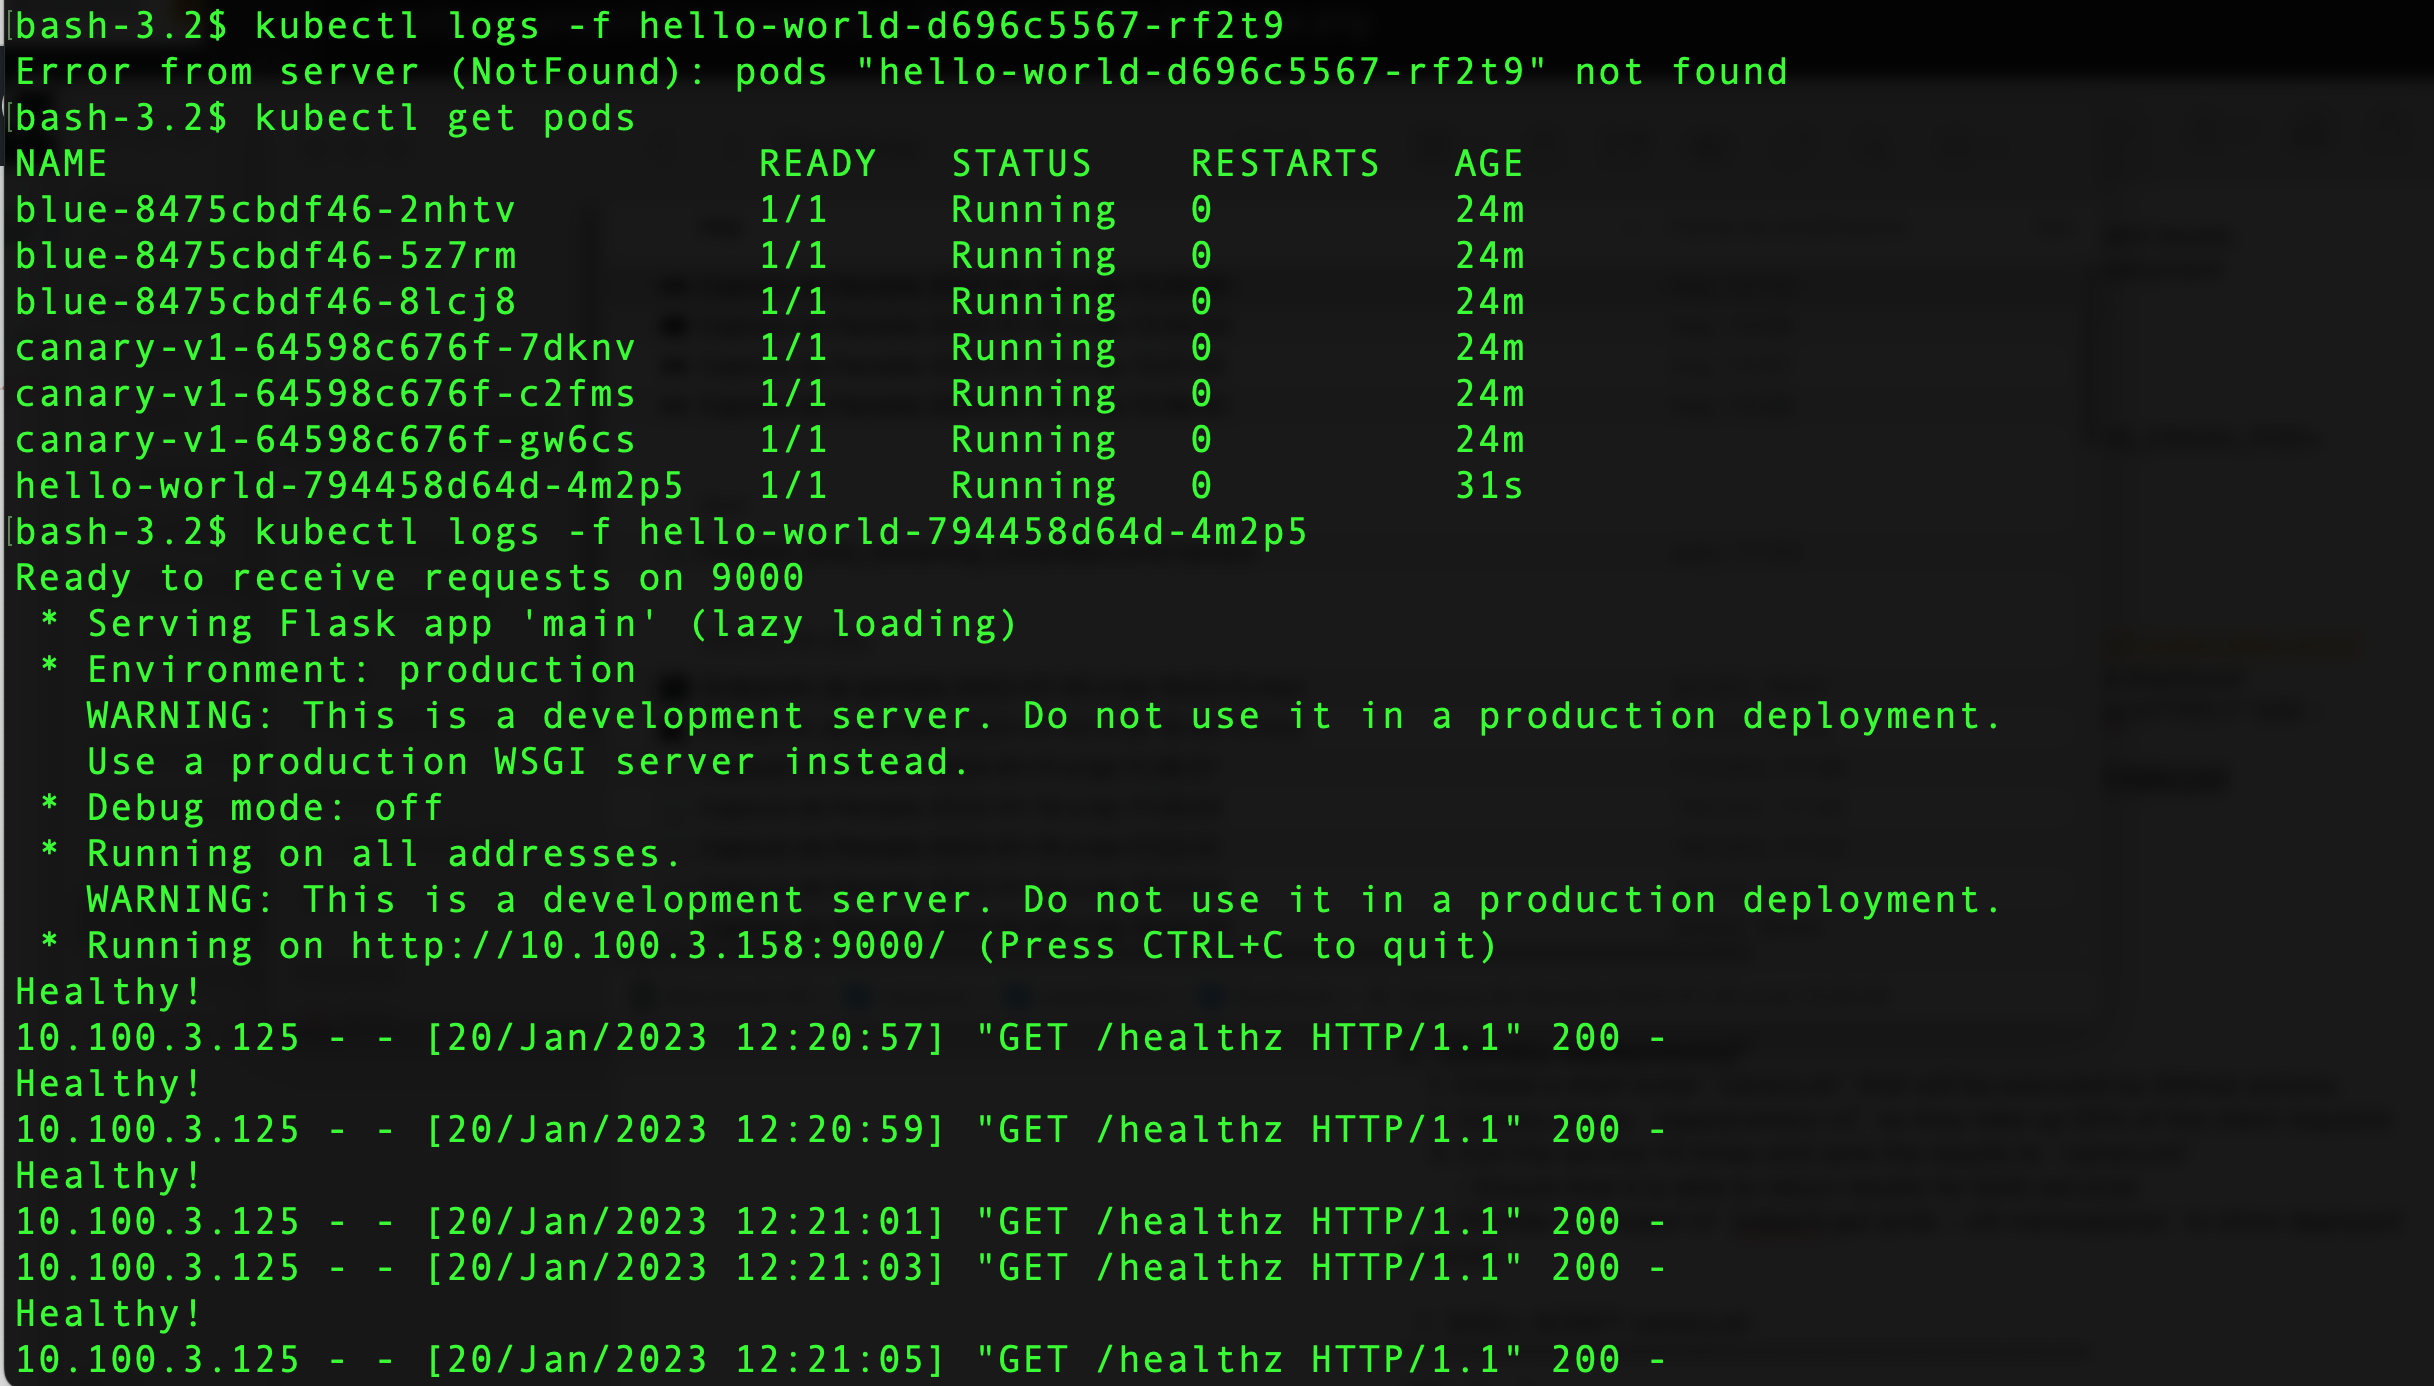 bash-3.2$ kubectl logs -f hello-world-d696c5567-rf2t9
Error from server (NotFound): pods "hello-world-d696c5567-rf2t9" not found
bash-3.2$ kubectl get pods
NAME                           READY   STATUS    RESTARTS   AGE
blue-8475cbdf46-2nhtv          1/1     Running   0          24m
blue-8475cbdf46-5z7rm          1/1     Running   0          24m
blue-8475cbdf46-8lcj8          1/1     Running   0          24m
canary-v1-64598c676f-7dknv     1/1     Running   0          24m
canary-v1-64598c676f-c2fms     1/1     Running   0          24m
canary-v1-64598c676f-gw6cs     1/1     Running   0          24m
hello-world-794458d64d-4m2p5   1/1     Running   0          31s
bash-3.2$ kubectl logs -f hello-world-794458d64d-4m2p5
Ready to receive requests on 9000
 * Serving Flask app 'main' (lazy loading)
 * Environment: production
   WARNING: This is a development server. Do not use it in a production deployment.
   Use a production WSGI server instead.
 * Debug mode: off
 * Running on all addresses.
   WARNING: This is a development server. Do not use it in a production deployment.
 * Running on http://10.100.3.158:9000/ (Press CTRL+C to quit)
Healthy!
10.100.3.125 - - [20/Jan/2023 12:20:57] "GET /healthz HTTP/1.1" 200 -
Healthy!
10.100.3.125 - - [20/Jan/2023 12:20:59] "GET /healthz HTTP/1.1" 200 -
Healthy!
10.100.3.125 - - [20/Jan/2023 12:21:01] "GET /healthz HTTP/1.1" 200 -
10.100.3.125 - - [20/Jan/2023 12:21:03] "GET /healthz HTTP/1.1" 200 -
Healthy!
10.100.3.125 - - [20/Jan/2023 12:21:05] "GET /healthz HTTP/1.1" 200 -